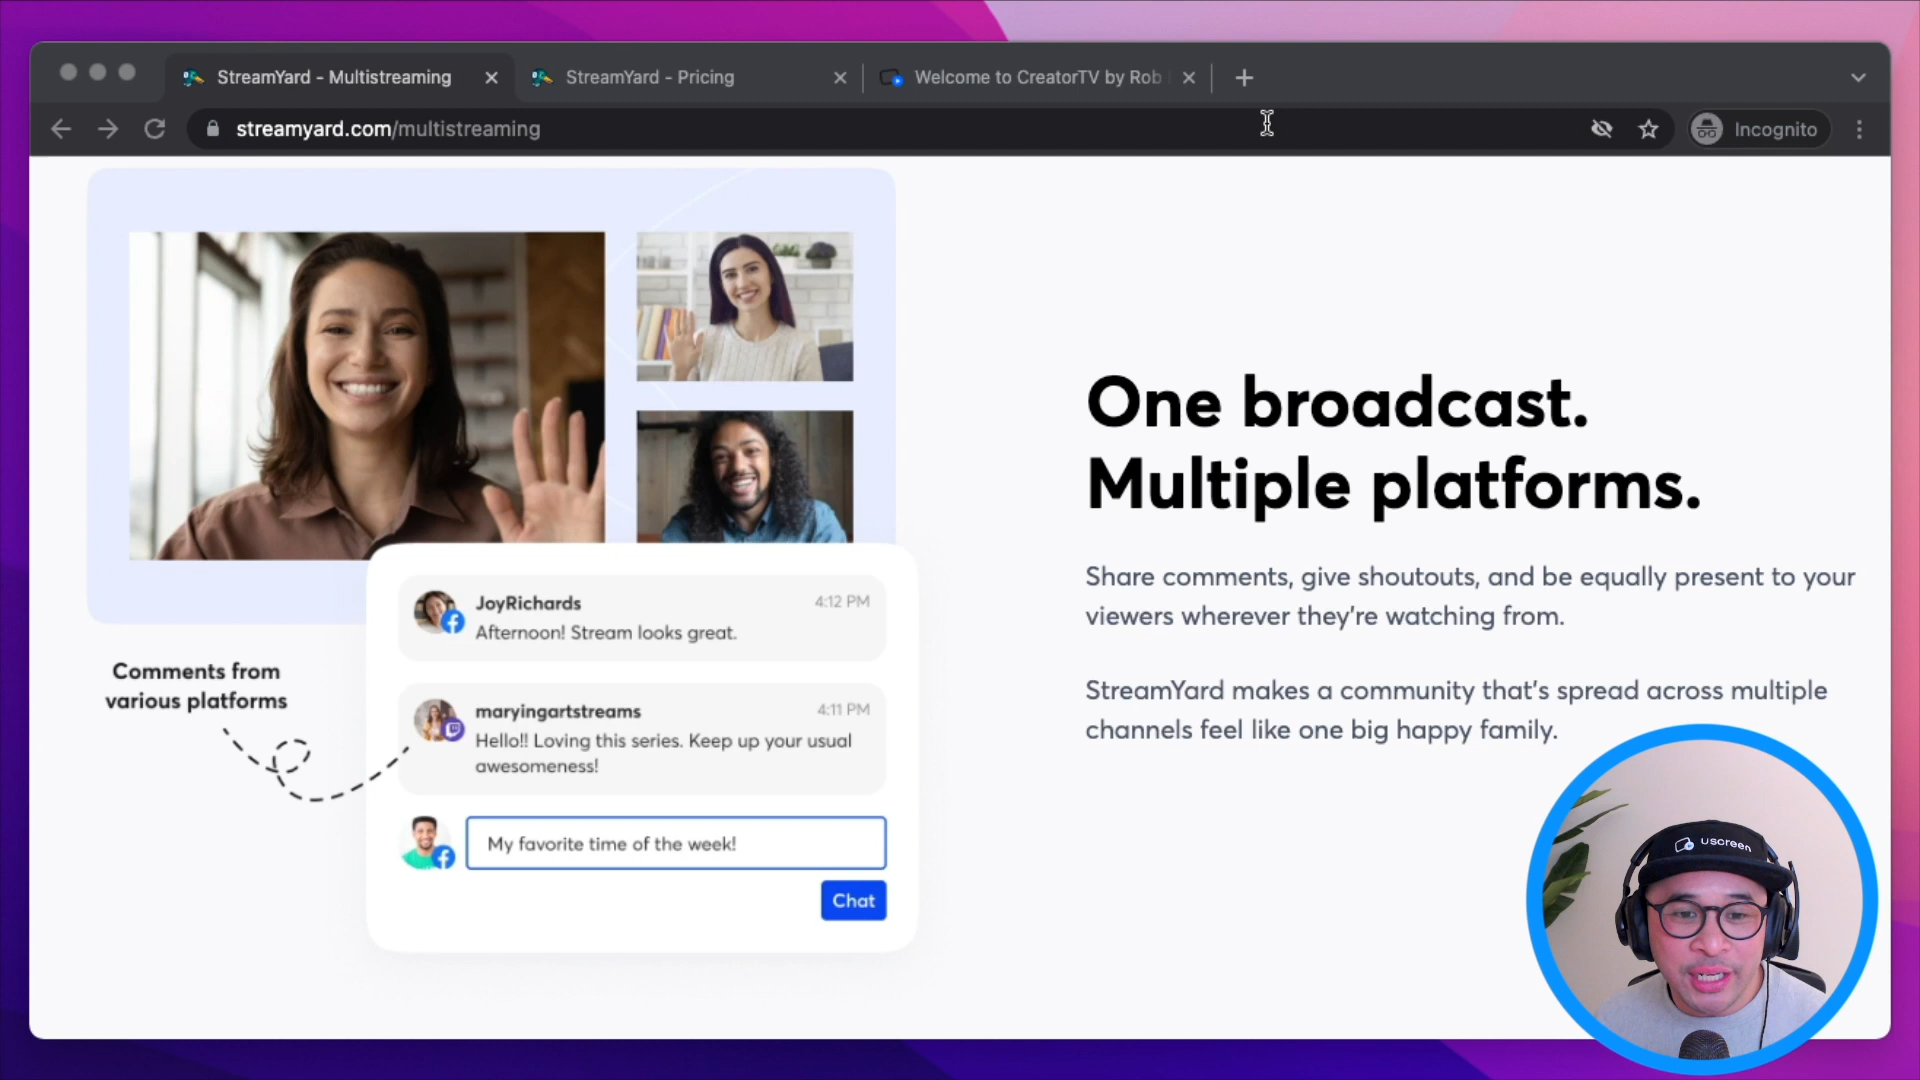 StreamYard - Multistreaming
StreamYard - Pricing
Welcome to CreatorTV by Rob
streamyard.com/multistreaming
Incognito
One broadcast.
Multiple platforms.
Share comments, give shoutouts, and be equally present to your
viewers wherever they're watching from.
StreamYard makes a community that's spread across multiple
channels feel like one big happy family.
Comments from
various platforms
JoyRichards
4:12 PM
Afternoon! Stream looks great.
maryingartstreams
4:11 PM
Hello!! Loving this series. Keep up your usual
awesomeness!
My favorite time of the week!
Chat
uscreen